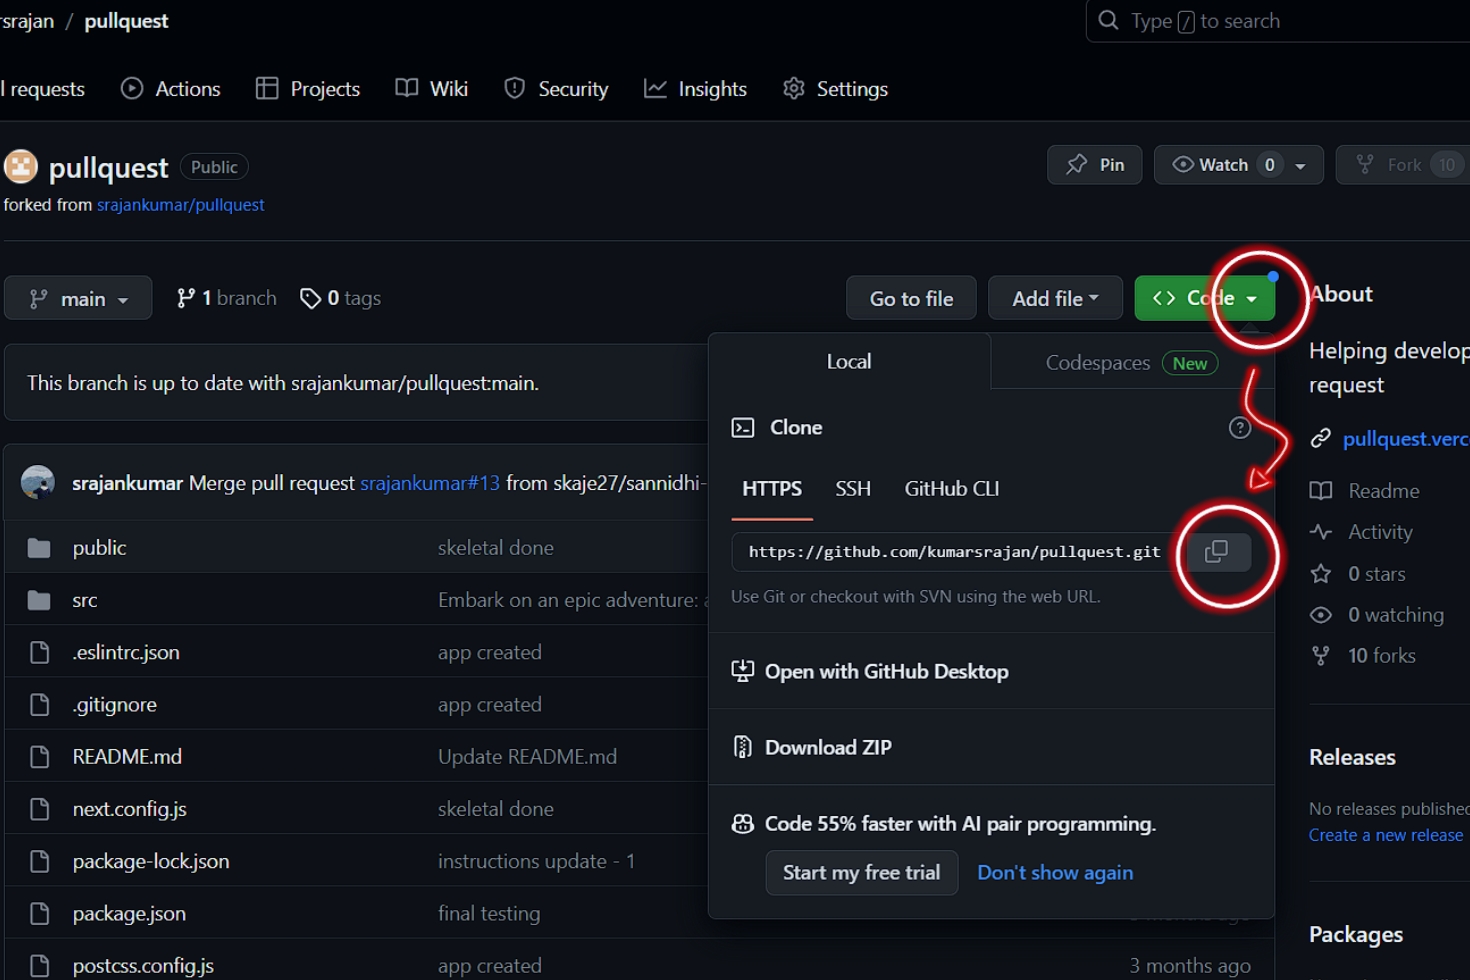 rsrajan / pullquest
Type / to search
l requests Actions Projects Wiki Security Insights Settings
pullquest Public
Pin Watch 0 Fork 10
forked from srajankumar/pullquest
main 1 branch 0 tags Go to file Add file <> Code About
Helping develop
request
Local Codespaces New
This branch is up to date with srajankumar/pullquest:main.
Clone
pullquest.verc
srajankumar Merge pull request srajankumar#13 from skaje27/sannidhi-
HTTPS SSH GitHub CLI
Readme
Activity
public skeletal done
https://github.com/kumarsrajan/pullquest.git
0 stars
src Embark on an epic adventure:
Use Git or checkout with SVN using the web URL.
0 watching
.eslintrc.json app created
10 forks
Open with GitHub Desktop
.gitignore app created
README.md Update README.md
Download ZIP
Releases
next.config.js skeletal done
Code 55% faster with AI pair programming.
No releases published
Create a new release
package-lock.json instructions update - 1
Start my free trial Don't show again
package.json final testing
Packages
postcss.config.js app created 3 months ago